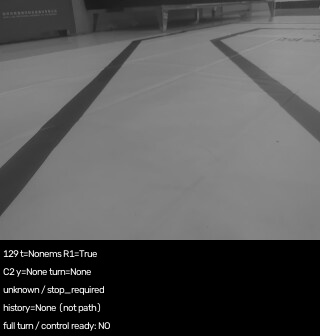 129 t=Nonems R1=True
C2 y=None turn=None
unknown / stop_required
history=None (not path)
full turn / control ready: NO